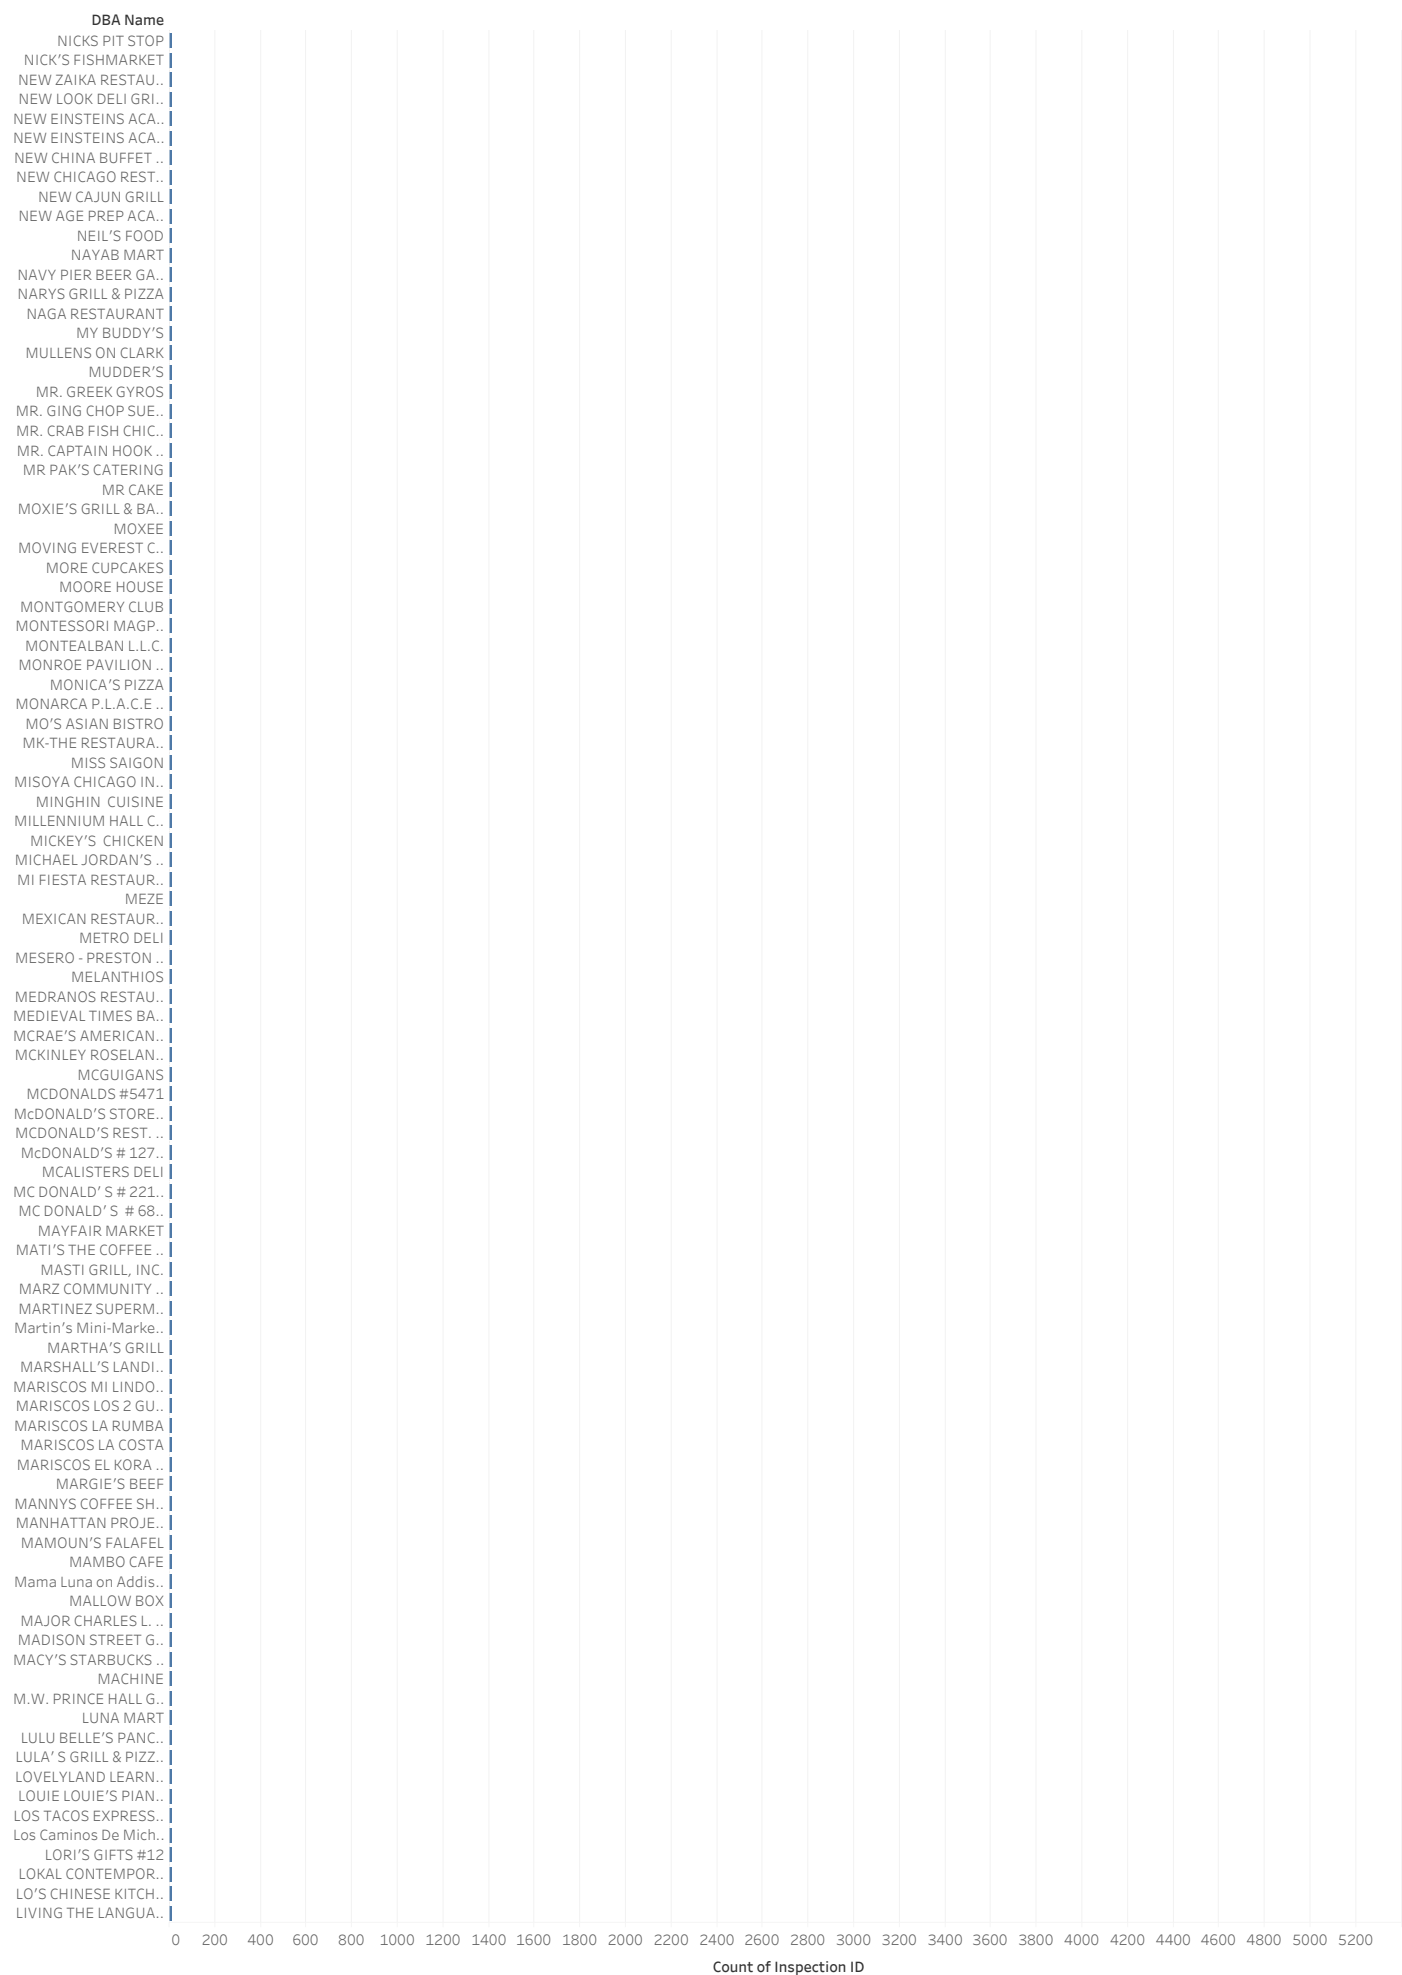 DBA Name
NICKS PIT STOP
NICK'S FISHMARKET
NEW ZAIKA RESTAU..
NEW LOOK DELI GRI..
NEW EINSTEINS ACA..
NEW EINSTEINS ACA..
NEW CHINA BUFFET ..
NEW CHICAGO REST..
NEW CAJUN GRILL
NEW AGE PREP ACA..
NEIL'S FOOD
NAYAB MART
NAVY PIER BEER GA..
NARYS GRILL & PIZZA
NAGA RESTAURANT
MY BUDDY'S
MULLENS ON CLARK
MUDDER'S
MR. GREEK GYROS
MR. GING CHOP SUE..
MR. CRAB FISH CHIC..
MR. CAPTAIN HOOK ..
MR PAK'S CATERING
MR CAKE
MOXIE'S GRILL & BA..
MOXEE
MOVING EVEREST C..
MORE CUPCAKES
MOORE HOUSE
MONTGOMERY CLUB
MONTESSORI MAGP..
MONTEALBAN L.L.C.
MONROE PAVILION ..
MONICA'S PIZZA
MONARCA P.L.A.C.E ..
MO'S ASIAN BISTRO
MK-THE RESTAURA..
MISS SAIGON
MISOYA CHICAGO IN..
MINGHIN  CUISINE
MILLENNIUM HALL C..
MICKEY'S  CHICKEN
MICHAEL JORDAN'S ..
MI FIESTA RESTAUR..
MEZE
MEXICAN RESTAUR..
METRO DELI
MESERO - PRESTON ..
MELANTHIOS
MEDRANOS RESTAU..
MEDIEVAL TIMES BA..
MCRAE'S AMERICAN..
MCKINLEY ROSELAN..
MCGUIGANS
MCDONALDS #5471
McDONALD'S STORE..
MCDONALD'S REST. ..
McDONALD'S # 127..
MCALISTERS DELI
MC DONALD' S # 221..
MC DONALD' S  # 68..
MAYFAIR MARKET
MATI'S THE COFFEE ..
MASTI GRILL, INC.
MARZ COMMUNITY ..
MARTINEZ SUPERM..
Martin's Mini-Marke..
MARTHA'S GRILL
MARSHALL'S LANDI..
MARISCOS MI LINDO..
MARISCOS LOS 2 GU..
MARISCOS LA RUMBA
MARISCOS LA COSTA
MARISCOS EL KORA ..
MARGIE'S BEEF
MANNYS COFFEE SH..
MANHATTAN PROJE..
MAMOUN'S FALAFEL
MAMBO CAFE
Mama Luna on Addis..
MALLOW BOX
MAJOR CHARLES L. ..
MADISON STREET G..
MACY'S STARBUCKS ..
MACHINE
M.W. PRINCE HALL G..
LUNA MART
LULU BELLE'S PANC..
LULA' S GRILL & PIZZ..
LOVELYLAND LEARN..
LOUIE LOUIE'S PIAN..
LOS TACOS EXPRESS..
Los Caminos De Mich..
LORI'S GIFTS #12
LOKAL CONTEMPOR..
LO'S CHINESE KITCH..
LIVING THE LANGUA..
0 200 400 600 800 1000 1200 1400 1600 1800 2000 2200 2400 2600 2800 3000 3200 3400 3600 3800 4000 4200 4400 4600 4800 5000 5200
Count of Inspection ID